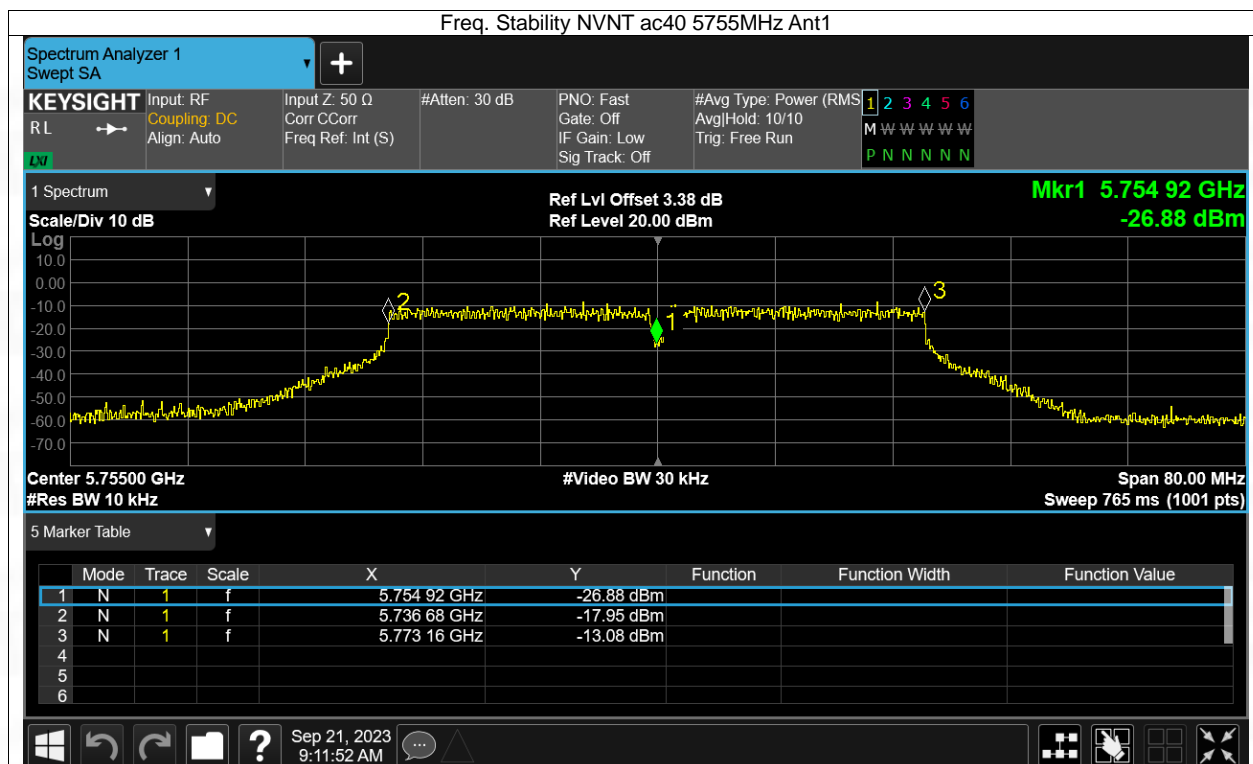 Freq. Stability NVNT ac40 5755MHz Ant1
Spectrum Analyzer 1
Swept SA
KEYSIGHT
RL
LXI
Input: RF
Coupling: DC
Align: Auto
Input Z: 50 Ω
Corr CCorr
Freq Ref: Int (S)
#Atten: 30 dB
PNO: Fast
Gate: Off
IF Gain: Low
Sig Track: Off
#Avg Type: Power (RMS
Avg|Hold: 10/10
Trig: Free Run
1 2 3 4 5 6
M W W W W W
P N N N N N
1 Spectrum
Scale/Div 10 dB
Ref Lvl Offset 3.38 dB
Ref Level 20.00 dBm
Mkr1 5.754 92 GHz
-26.88 dBm
Log
10.0
0.00
-10.0
-20.0
-30.0
-40.0
-50.0
-60.0
-70.0
2
1
3
Center 5.75500 GHz
#Video BW 30 kHz
Span 80.00 MHz
#Res BW 10 kHz
Sweep 765 ms (1001 pts)
5 Marker Table
Mode Trace Scale X Y Function Function Width Function Value
1 N 1 f 5.754 92 GHz -26.88 dBm
2 N 1 f 5.736 68 GHz -17.95 dBm
3 N 1 f 5.773 16 GHz -13.08 dBm
4
5
6
?
Sep 21, 2023
9:11:52 AM